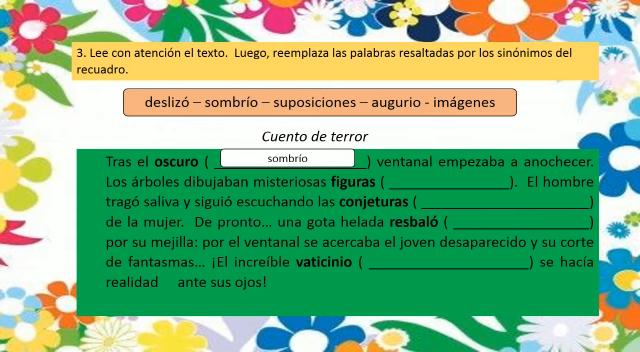 3. Lee con atención el texto. Luego, reemplaza las palabras resaltadas por los sinónimos del
recuadro.
deslizó – sombrío – suposiciones – augurio - imágenes
Cuento de terror
Tras el oscuro ( sombrío ) ventanal empezaba a anochecer.
Los árboles dibujaban misteriosas figuras ( _______________). El hombre
tragó saliva y siguió escuchando las conjeturas ( _____________________)
de la mujer. De pronto... una gota helada resbaló ( _________________)
por su mejilla: por el ventanal se acercaba el joven desaparecido y su corte
de fantasmas... ¡El increíble vaticinio ( ____________________) se hacía
realidad ante sus ojos!